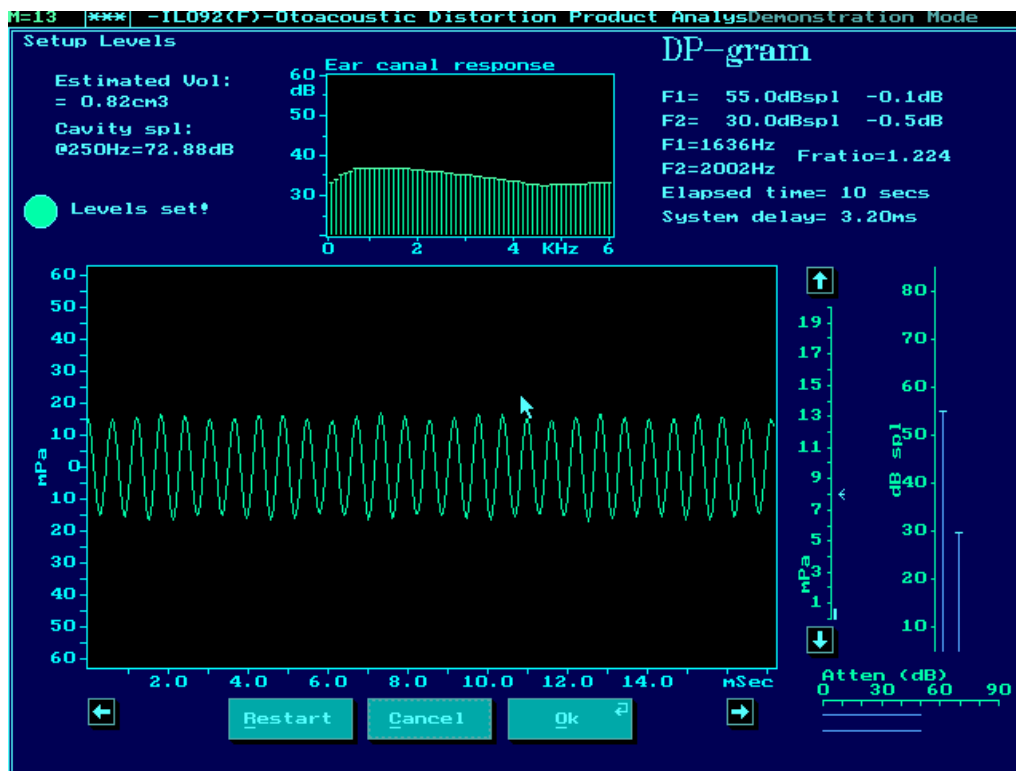 M=13 |***| -ILO92(F)-Otoacoustic Distortion Product AnalysDemonstration Mode
Setup Levels
Estimated Vol:
= 0.82cm3
Cavity spl:
@250Hz=72.88dB
Levels set!
Ear canal response
60
dB
50
40
30
0 2 4 KHz 6
DP-gram
F1= 55.0dBspl -0.1dB
F2= 30.0dBspl -0.5dB
F1=1636Hz
F2=2002Hz
Fratio=1.224
Elapsed time= 10 secs
System delay= 3.20ms
60
50
40
30
20
10
0
10
20
30
40
50
60
mPa
2.0 4.0 6.0 8.0 10.0 12.0 14.0 mSec
19
17
15
13
11
9
7
5
3
1
mPa
80
70
60
50
40
30
20
10
dB spl
Atten (dB)
0 30 60 90
Restart Cancel Ok